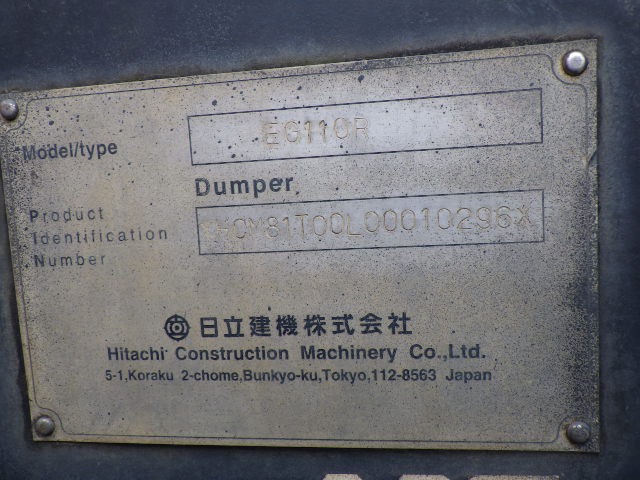 Model/type EG110R
Dumper
Product
Identification
Number
HCM81T00L00010296X
日立建機株式会社
Hitachi Construction Machinery Co.,Ltd.
5-1,Koraku 2-chome,Bunkyo-ku,Tokyo,112-8563 Japan